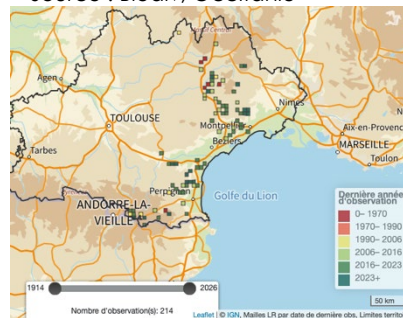 Agen
TOULOUSE
Tarbes
Nîmes
Montpellier
Béziers
Aix-en-Provence
MARSEILLE
Toulon
Perpignan
Golfe du Lion
ANDORRE-LA-
VIEILLE
Dernière année
d'observation
0– 1970
1970– 1990
1990– 2006
2006– 2016
2016– 2023
2023+
1914
2026
Nombre d'observation(s): 214
50 km
Leaflet | © IGN, Mailles LR par date de dernière obs, Limites territo